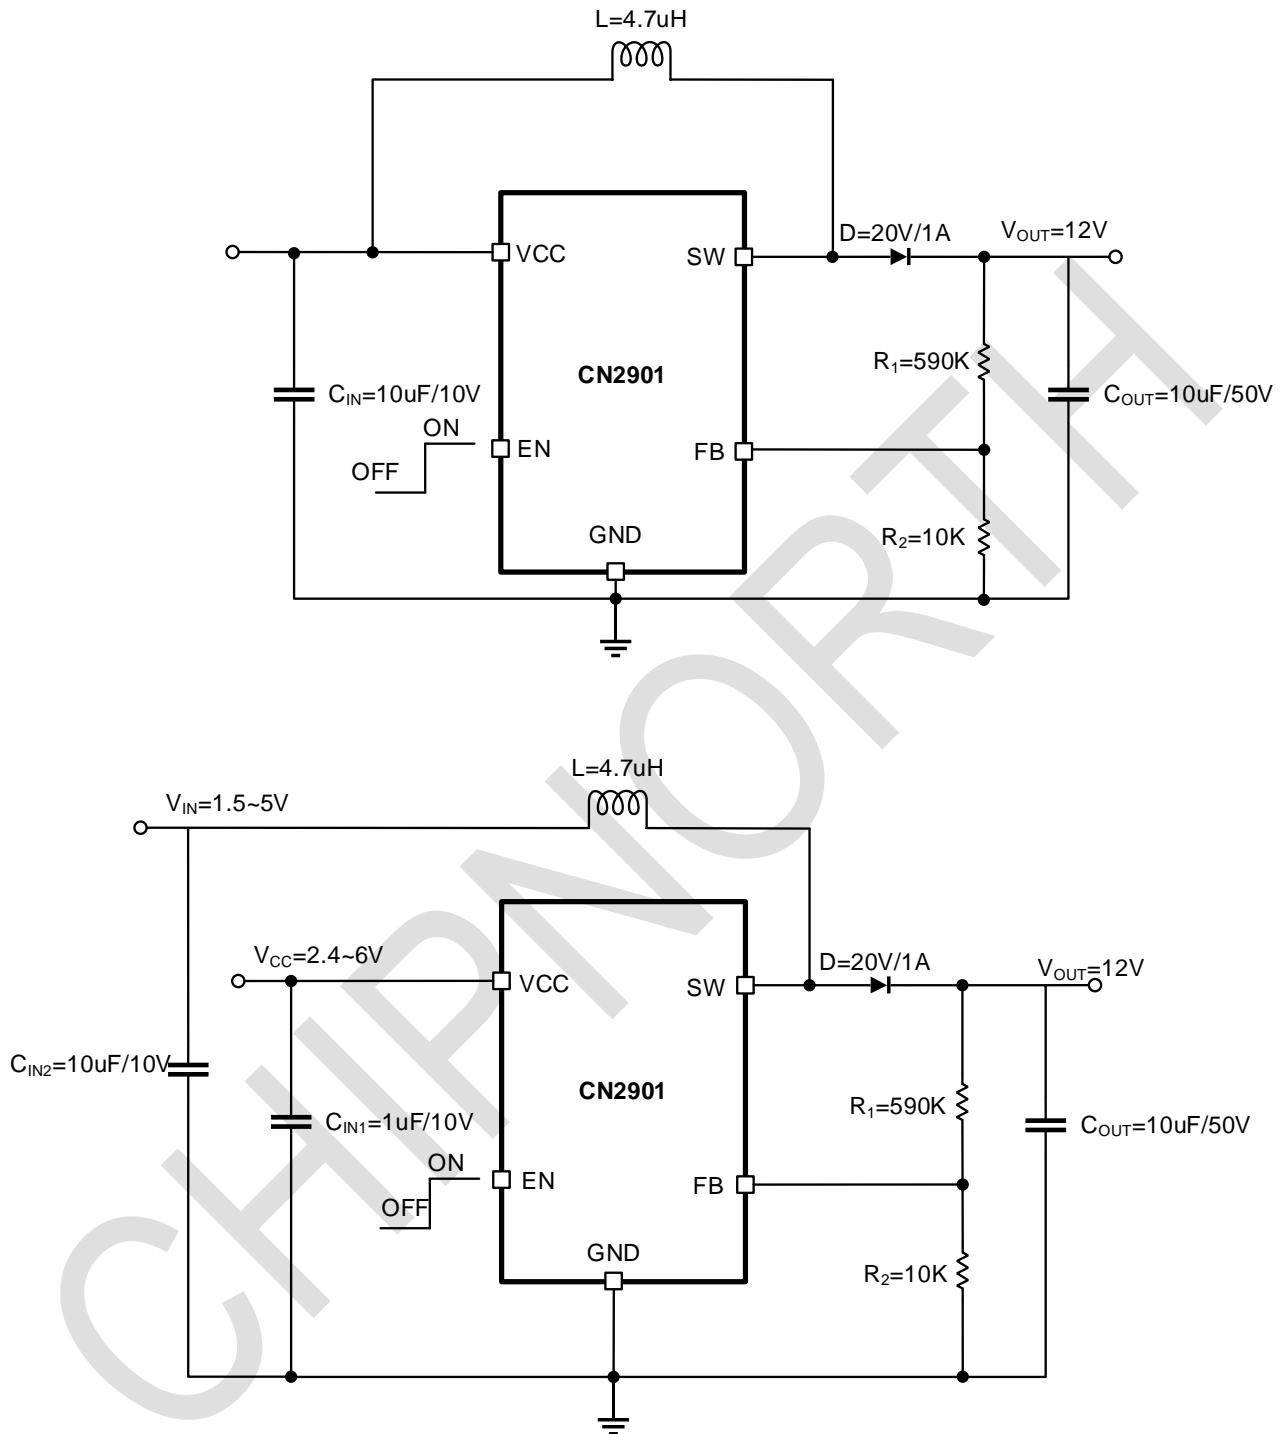 L=4.7uH
VCC
SW
D=20V/1A
VOUT=12V
CN2901
R1=590K
CIN=10uF/10V
COUT=10uF/50V
ON
OFF
EN
FB
GND
R2=10K
L=4.7uH
VIN=1.5~5V
VCC=2.4~6V
VCC
SW
D=20V/1A
VOUT=12V
CIN2=10uF/10V
CN2901
R1=590K
CIN1=1uF/10V
COUT=10uF/50V
ON
OFF
EN
FB
GND
R2=10K
CHIPNORTH